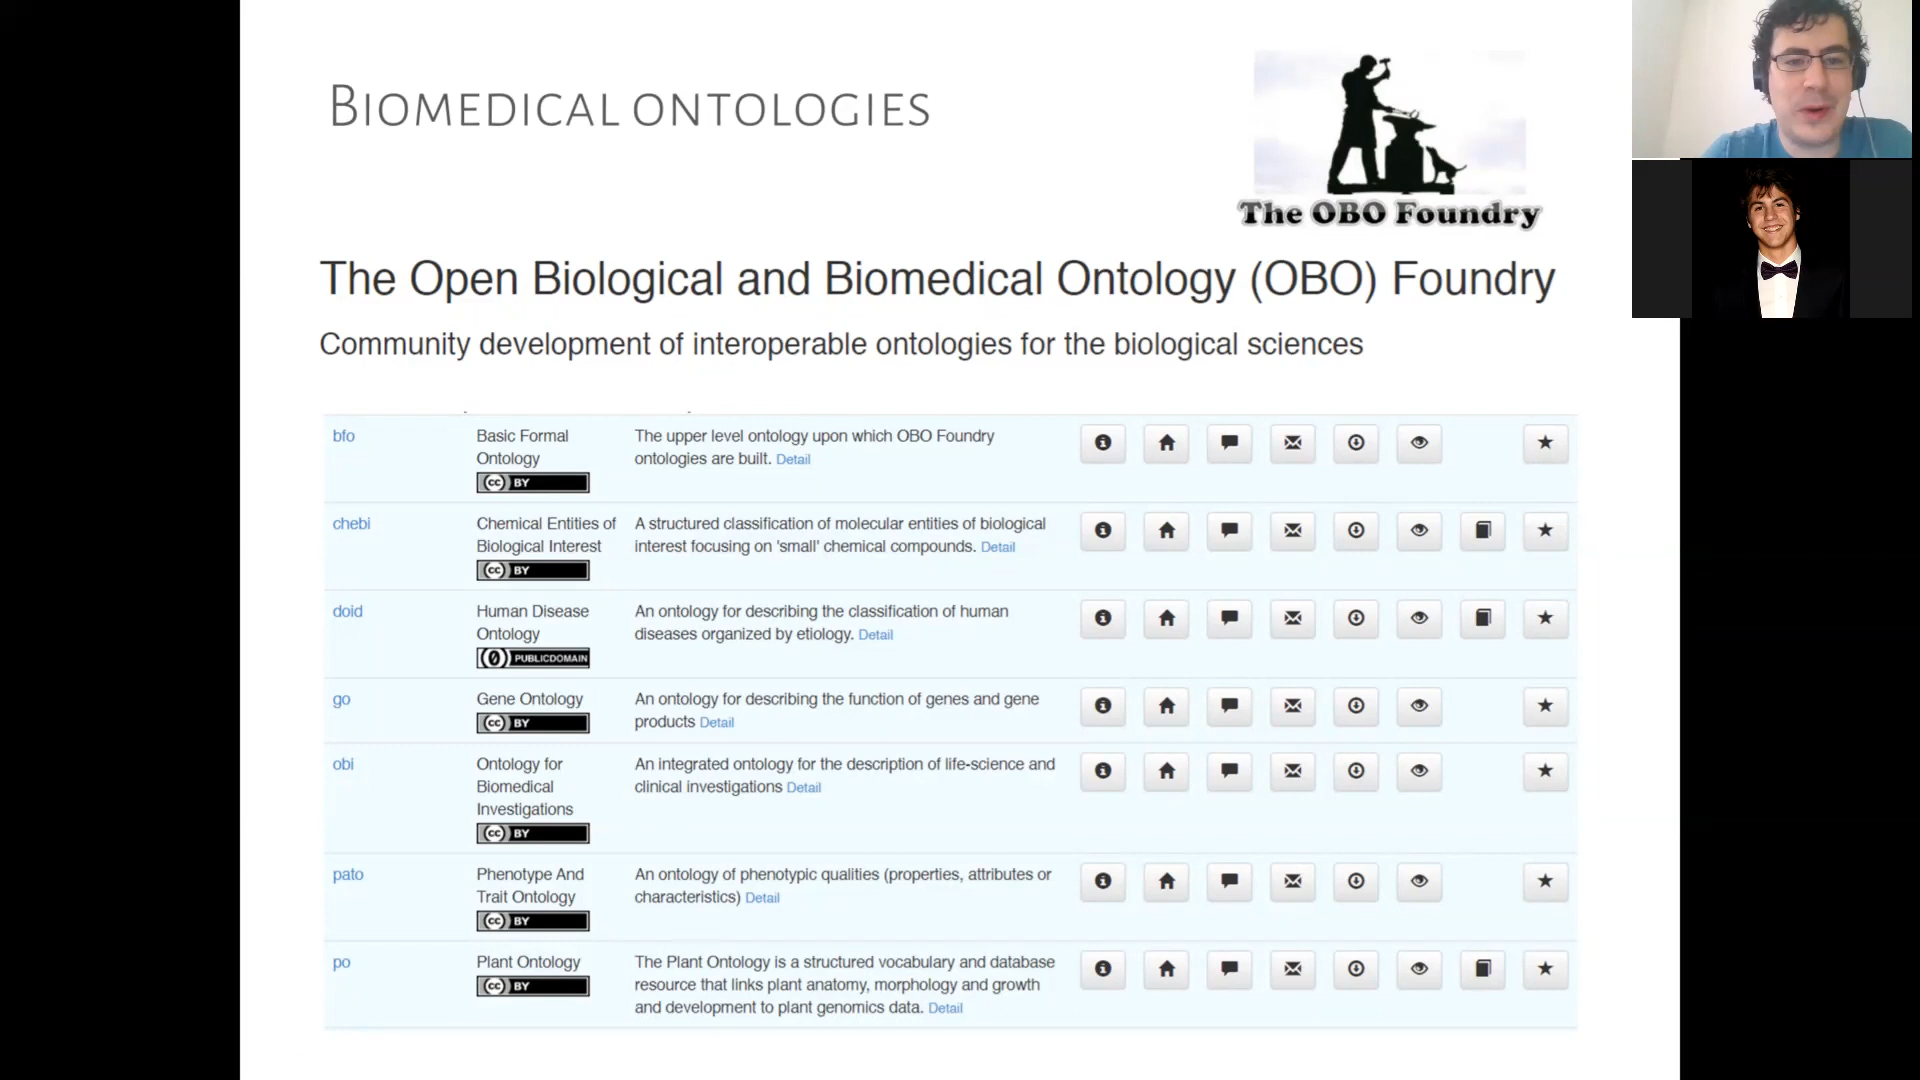 BIOMEDICAL ONTOLOGIES
The OBO Foundry
The Open Biological and Biomedical Ontology (OBO) Foundry
Community development of interoperable ontologies for the biological sciences
bfo
Basic Formal
Ontology
cc BY
The upper level ontology upon which OBO Foundry
ontologies are built. Detail
chebi
Chemical Entities of
Biological Interest
cc BY
A structured classification of molecular entities of biological
interest focusing on 'small' chemical compounds. Detail
doid
Human Disease
Ontology
0 PUBLICDOMAIN
An ontology for describing the classification of human
diseases organized by etiology. Detail
go
Gene Ontology
cc BY
An ontology for describing the function of genes and gene
products Detail
obi
Ontology for
Biomedical
Investigations
cc BY
An integrated ontology for the description of life-science and
clinical investigations Detail
pato
Phenotype And
Trait Ontology
cc BY
An ontology of phenotypic qualities (properties, attributes or
characteristics) Detail
po
Plant Ontology
cc BY
The Plant Ontology is a structured vocabulary and database
resource that links plant anatomy, morphology and growth
and development to plant genomics data. Detail